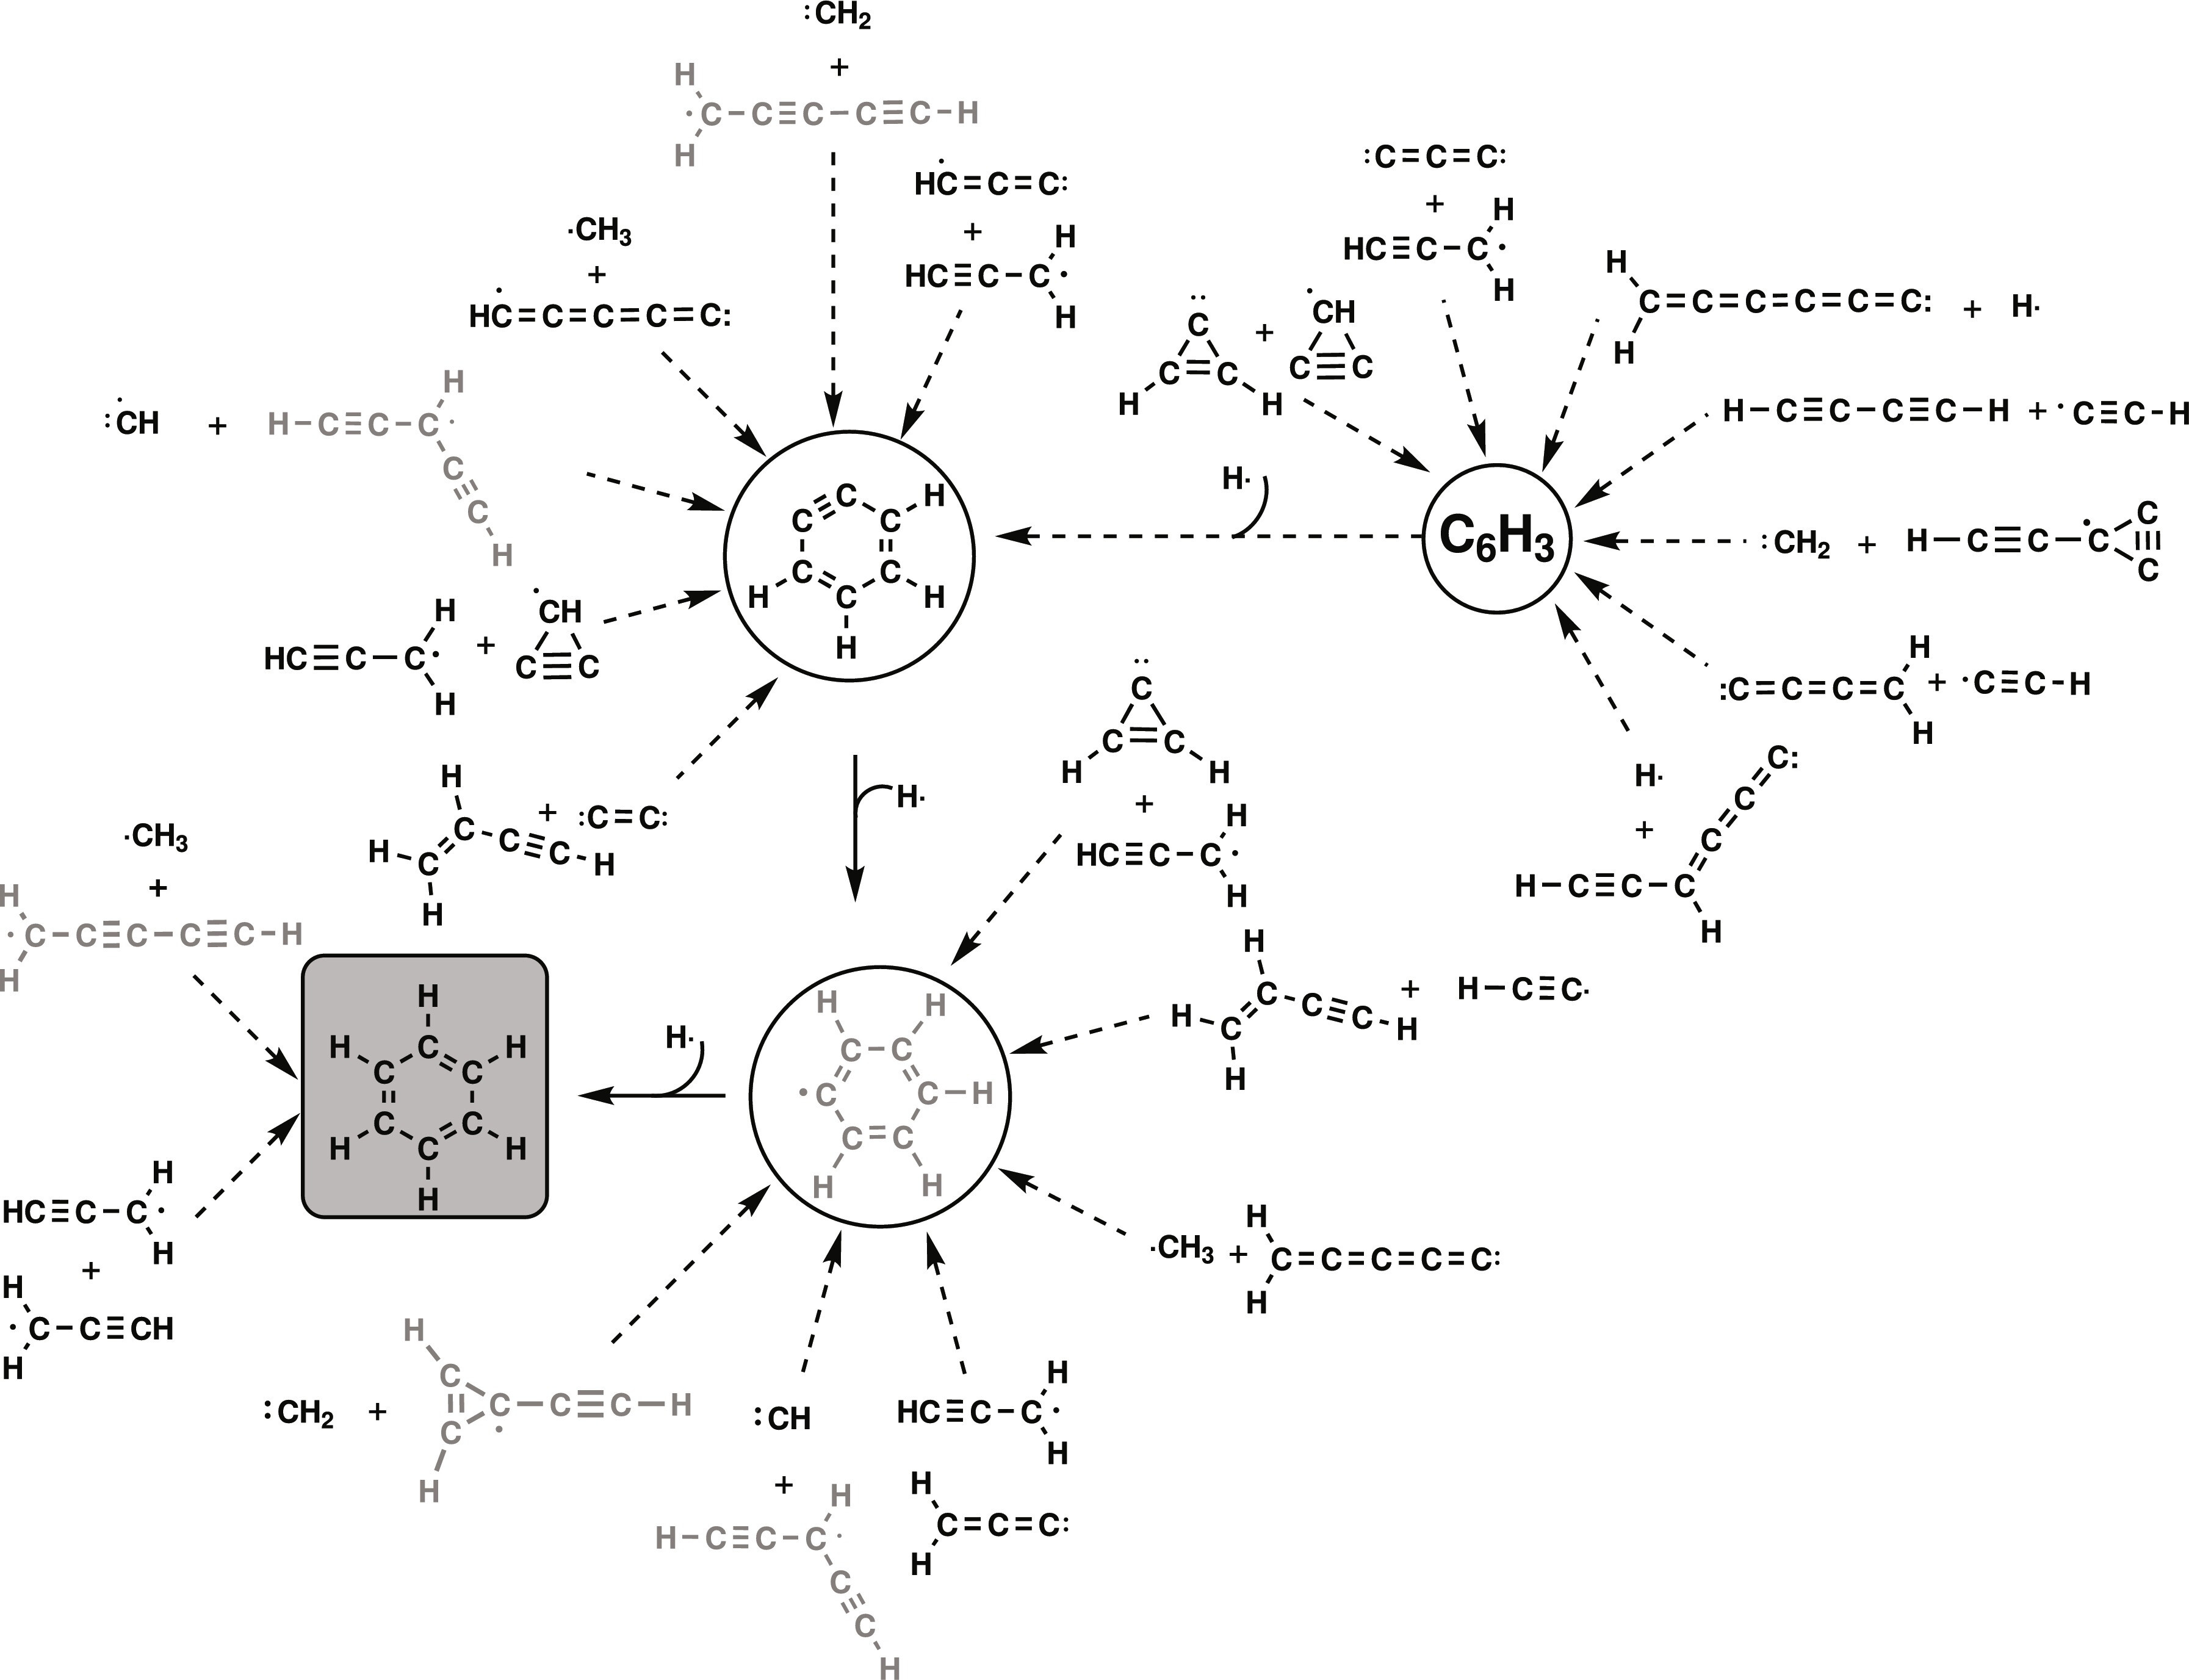 :CH₂
+
H
·C–C≡C–C≡C–H
H
HC=C=C:
+
H
HC≡C–C·
H
·CH₃
+
HC=C=C=C=C:
:CH + H–C≡C–C·
H
C≡C
H
HC≡C–C·
H
H
+
CH
C≡C
H
H–C=C–C≡C–H
H
+ :C=C:
C≡C
C C–H
H–C C–H
C
H
H·
C₆H₃
:C=C=C:
+
H
HC≡C–C·
H
C
C=C
H H
+
CH
C≡C
H
C=C=C=C=C=C: + H·
H
H–C≡C–C≡C–H + ·C≡C–H
:CH₂ + H–C≡C–C
C
C
:C=C=C=C + ·C≡C–H
H
H
H·
+
H–C≡C–C=C=C=C:
H
H·
C
C=C
H H
+
H
HC≡C–C·
H
H
H–C=C–C≡C–H
H
+ H–C≡C·
·CH₃ + C=C=C=C=C:
H
H
H H
C–C
·C C–H
C=C
H H
H·
·CH₃
+
H
·C–C≡C–C≡C–H
H
H
H C H
C C
C C
H C H
H
H
HC≡C–C·
H
+
H
·C–C≡CH
H
:CH₂ + H
C
C
H
C–C≡C–H
:CH
+
H
H–C≡C–C·
C≡C
H
H
HC≡C–C·
H
H
C=C=C:
H